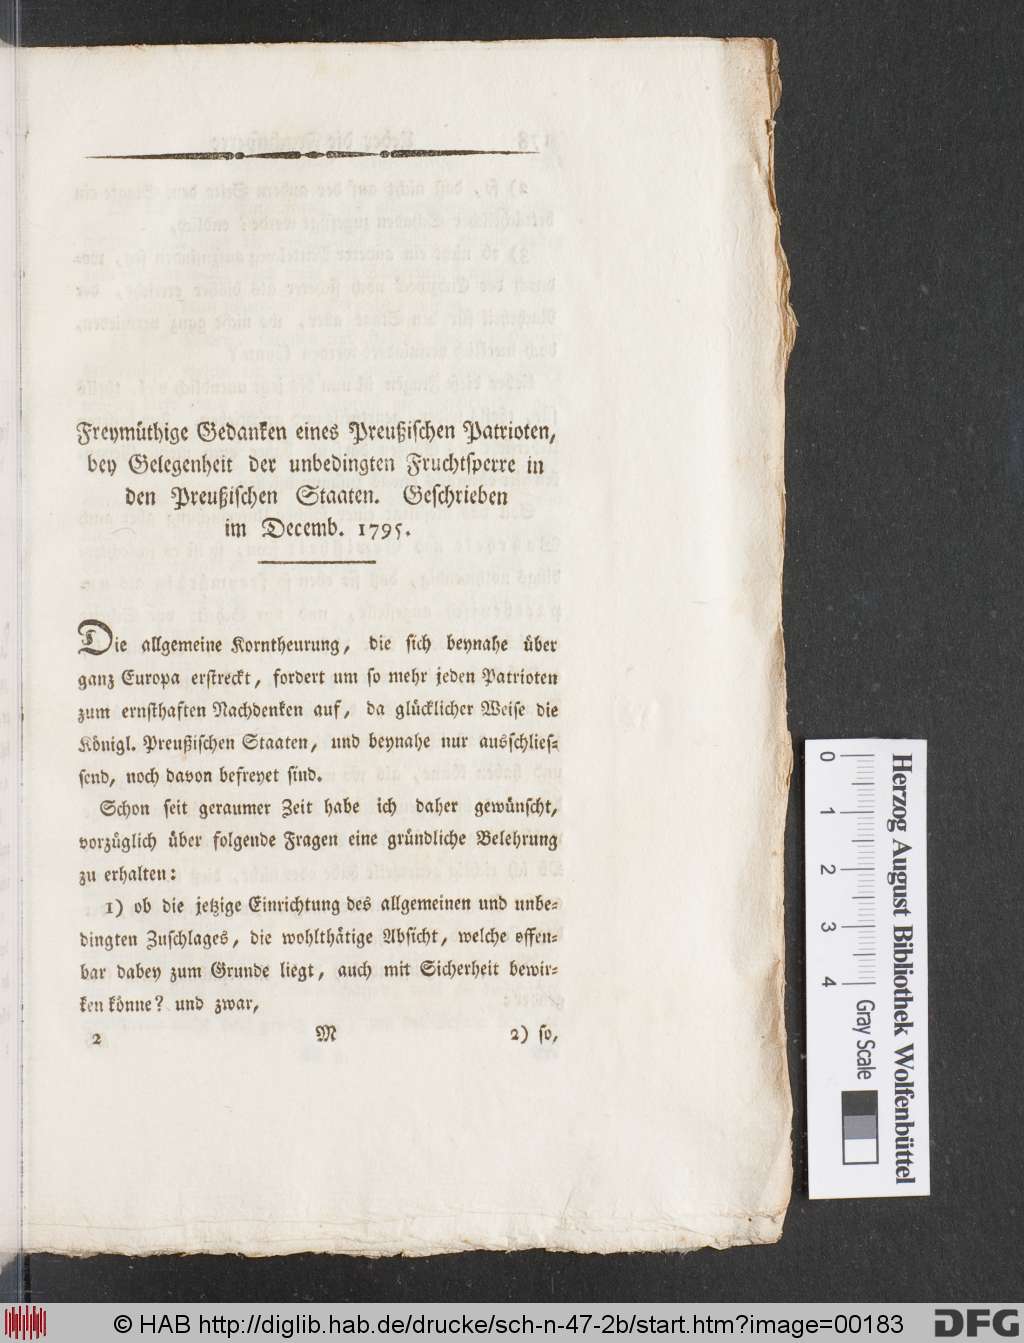 Freymüthige Gedanken eines Preußischen Patrioten,
bey Gelegenheit der unbedingten Fruchtsperre in
den Preußischen Staaten. Geschrieben
im Decemb. 1795.
Die allgemeine Korntheurung, die sich beynahe über
ganz Europa erstreckt, fordert um so mehr jeden Patrioten
zum ernsthaften Nachdenken auf, da glücklicher Weise die
Königl. Preußischen Staaten, und beynahe nur ausschlies-
send, noch davon befreyet sind.
Schon seit geraumer Zeit habe ich daher gewünscht,
vorzüglich über folgende Fragen eine gründliche Belehrung
zu erhalten:
1) ob die jetzige Einrichtung des allgemeinen und unbe-
dingten Zuschlages, die wohlthätige Absicht, welche offen-
bar dabey zum Grunde liegt, auch mit Sicherheit bewir-
ken könne? und zwar,
2 M 2) so,
Herzog August Bibliothek Wolfenbüttel
0 1 2 3 4 Gray Scale
© HAB http://diglib.hab.de/drucke/sch-n-47-2b/start.htm?image=00183
DFG